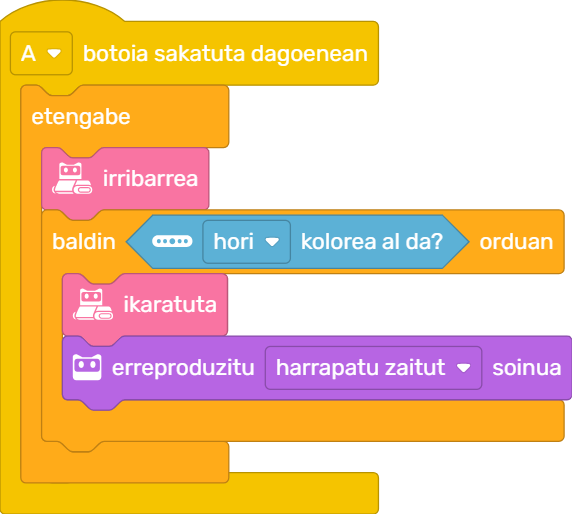 A botoia sakatuta dagoenean
etengabe
irribarrea
baldin hori kolorea al da? orduan
ikaratuta
erreproduzitu harrapatu zaitut soinua